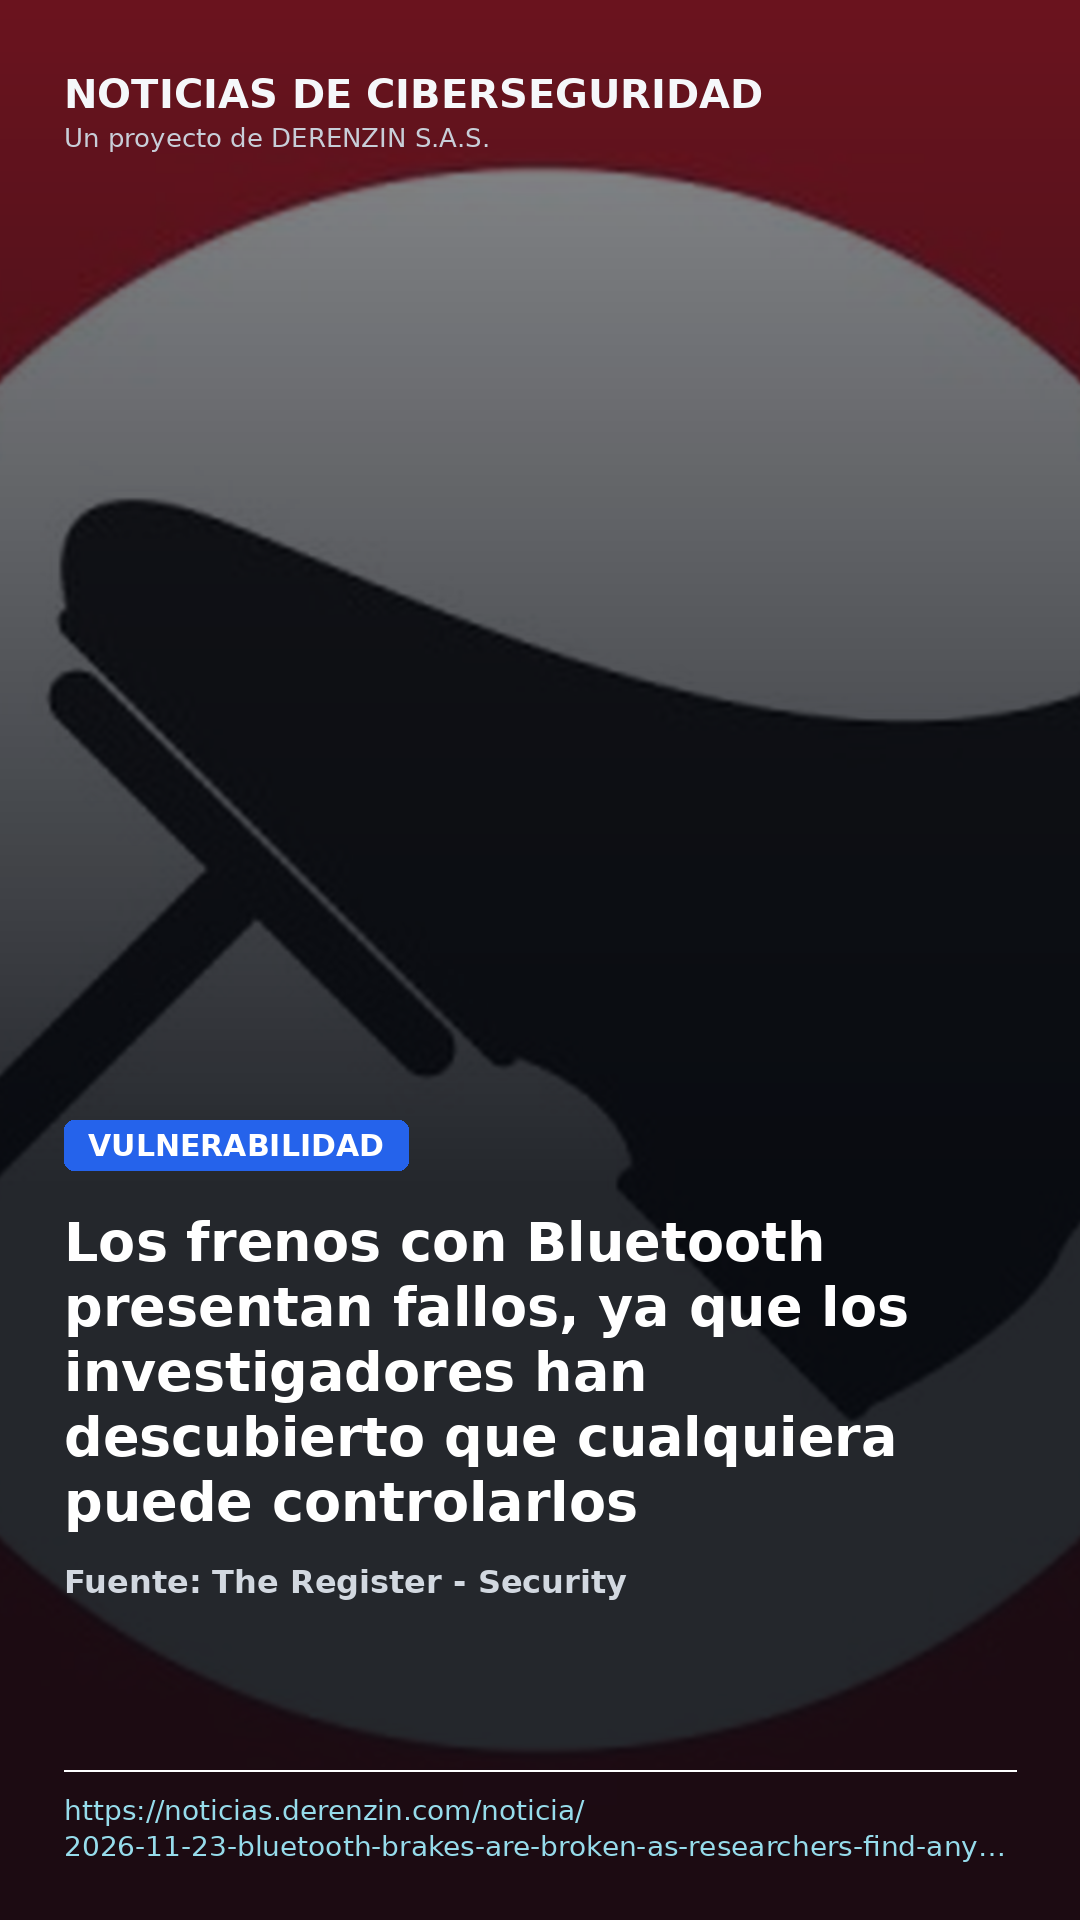 NOTICIAS DE CIBERSEGURIDAD
Un proyecto de DERENZIN S.A.S.
VULNERABILIDAD
Los frenos con Bluetooth
presentan fallos, ya que los
investigadores han
descubierto que cualquiera
puede controlarlos
Fuente: The Register - Security
https://noticias.derenzin.com/noticia/
2026-11-23-bluetooth-brakes-are-broken-as-researchers-find-any…